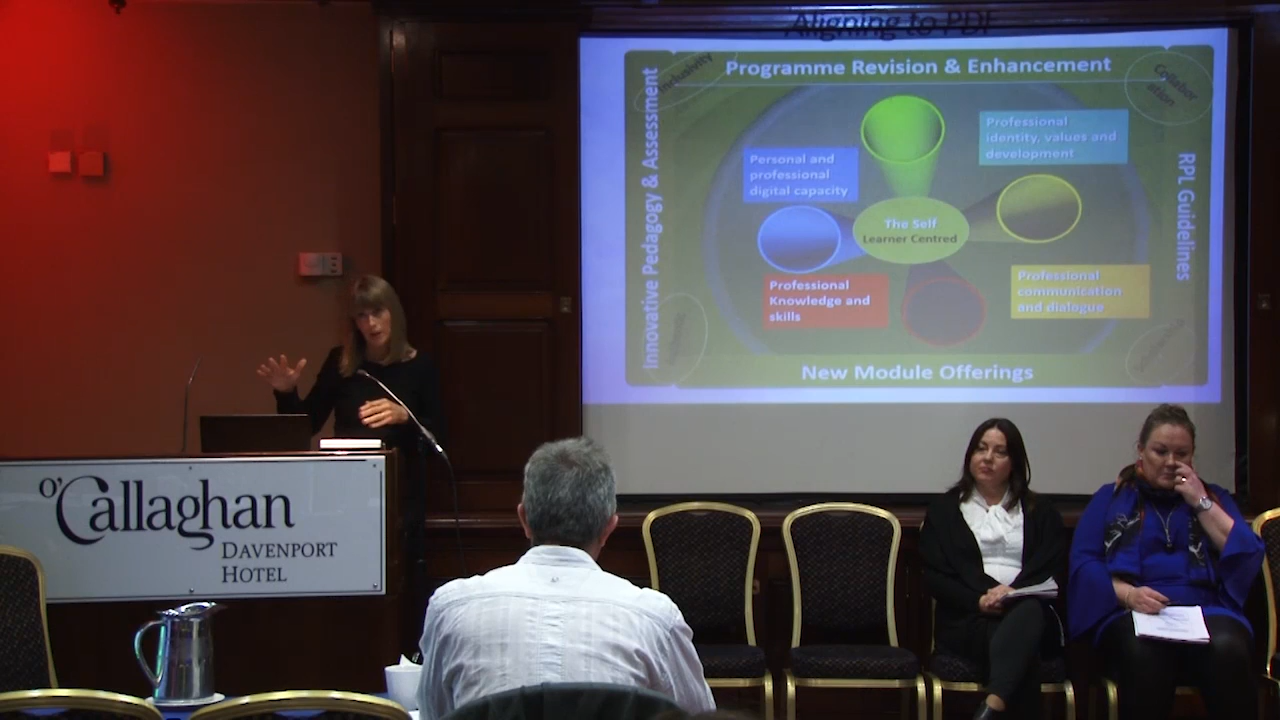 Aligning to PDF
Inclusivity
Programme Revision & Enhancement
Collabor
ation
Innovative Pedagogy & Assessment
Professional
identity, values and
development
Personal and
professional
digital capacity
RPL Guidelines
The Self
Learner Centred
Professional
Knowledge and
skills
Professional
communication
and dialogue
New Module Offerings
O'Callaghan
DAVENPORT
HOTEL